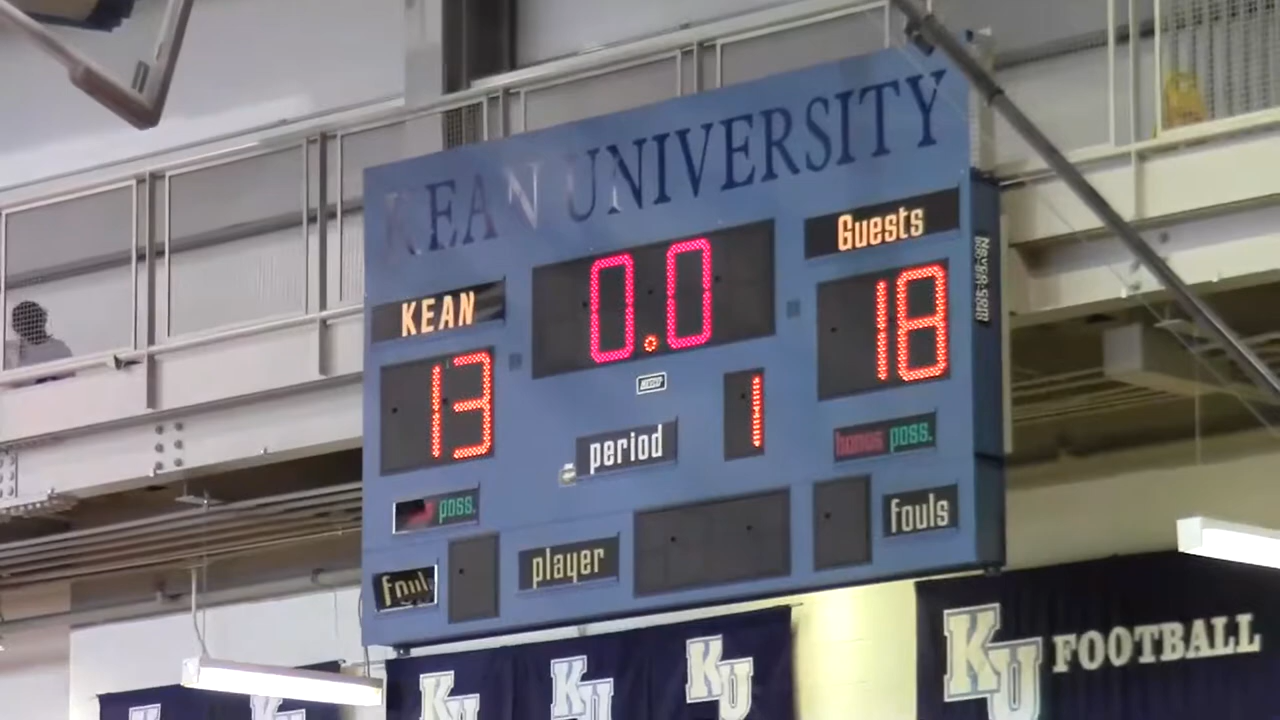 KEAN UNIVERSITY
Guests
KEAN
0.0
18
13
period
1
bonus poss.
poss.
fouls
player
foul
KU
FOOTBALL
KU
KU
KU